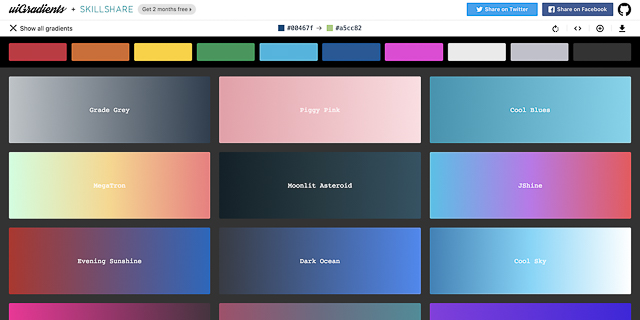 uiGradients + SKILLSHARE Get 2 months free ›
Share on Twitter Share on Facebook
Show all gradients
#00467f → #a5cc82
Grade Grey Piggy Pink Cool Blues
MegaTron Moonlit Asteroid JShine
Evening Sunshine Dark Ocean Cool Sky